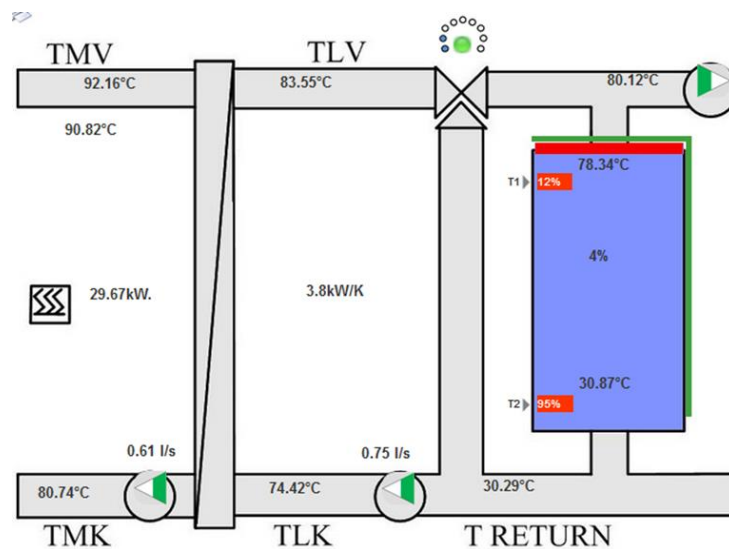 TMV
TLV
92.16°C
83.55°C
80.12°C
90.82°C
78.34°C
T1
12%
4%
29.67kW.
3.8kW/K
30.87°C
T2
95%
0.61 l/s
0.75 l/s
80.74°C
74.42°C
30.29°C
TMK
TLK
T RETURN